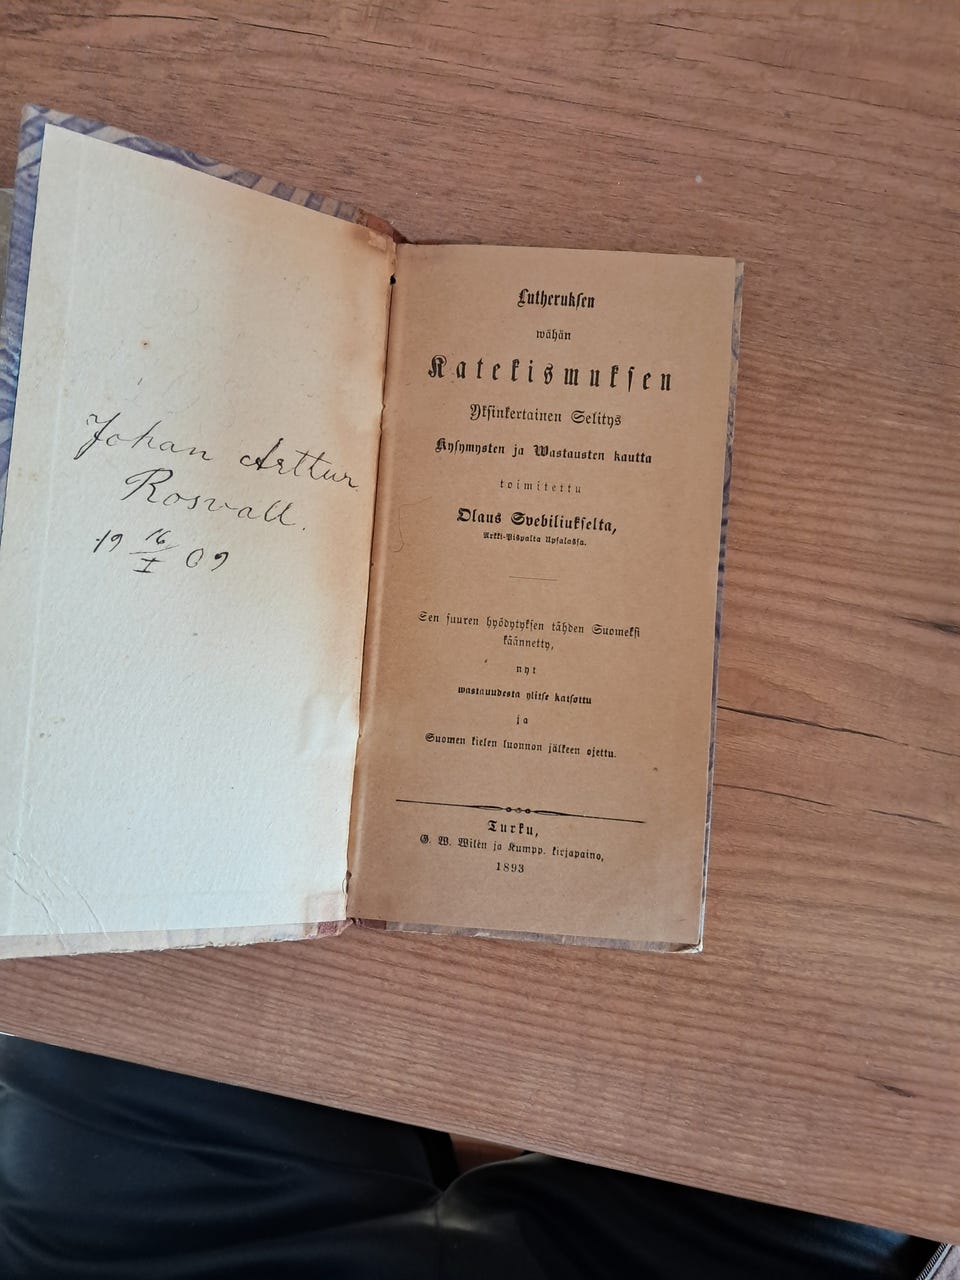 Johan Arttur
Rosvall.
19 16/I 09
Lutheruksen
wähän
Katekismuksen
Yksinkertainen Selitys
Kysymysten ja Wastausten kautta
toimitettu
Olaus Svebiliukselta,
Arkki-Pispalta Upsalassa.
Sen suuren hyödytyksen tähden Suomeksi
käännetty,
nyt
wastauudesta ylitse katsottu
ja
Suomen kielen luonnon jälkeen ojettu.
Turku,
G. W. Wilén ja Kumpp. kirjapaino,
1893